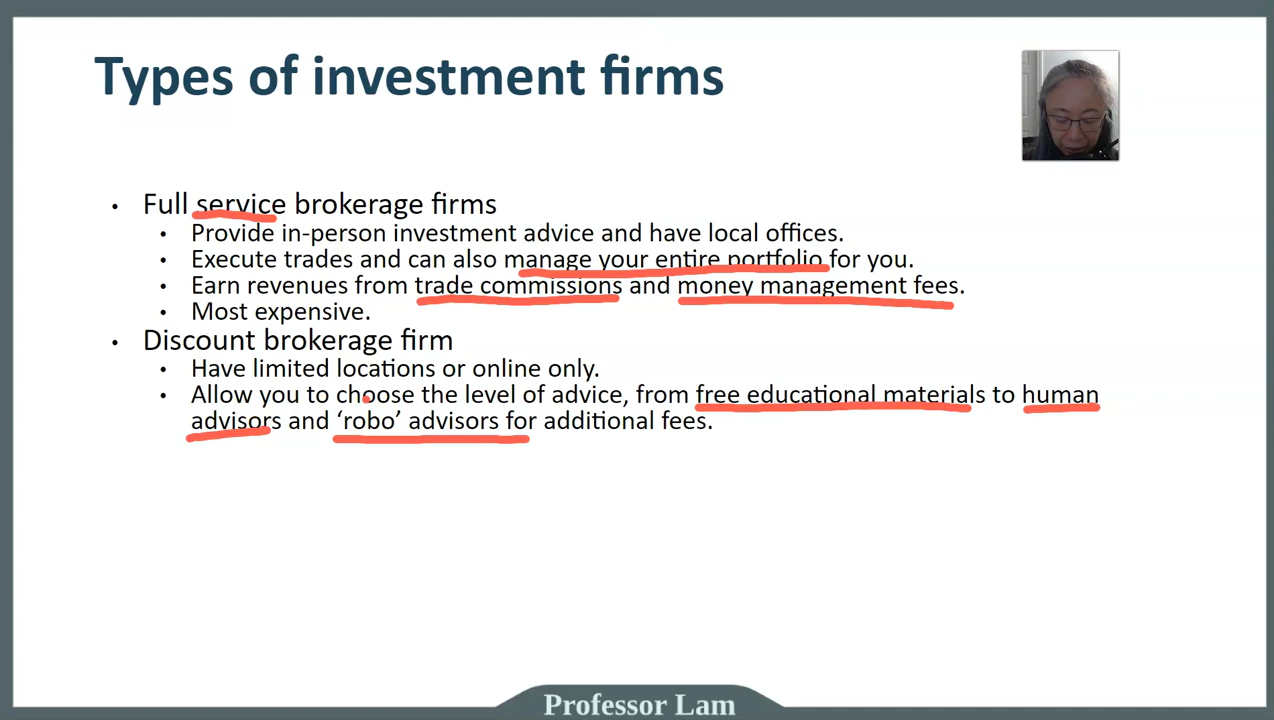 Types of investment firms
• Full service brokerage firms
• Provide in-person investment advice and have local offices.
• Execute trades and can also manage your entire portfolio for you.
• Earn revenues from trade commissions and money management fees.
• Most expensive.
• Discount brokerage firm
• Have limited locations or online only.
• Allow you to choose the level of advice, from free educational materials to human
advisors and ‘robo’ advisors for additional fees.
Professor Lam